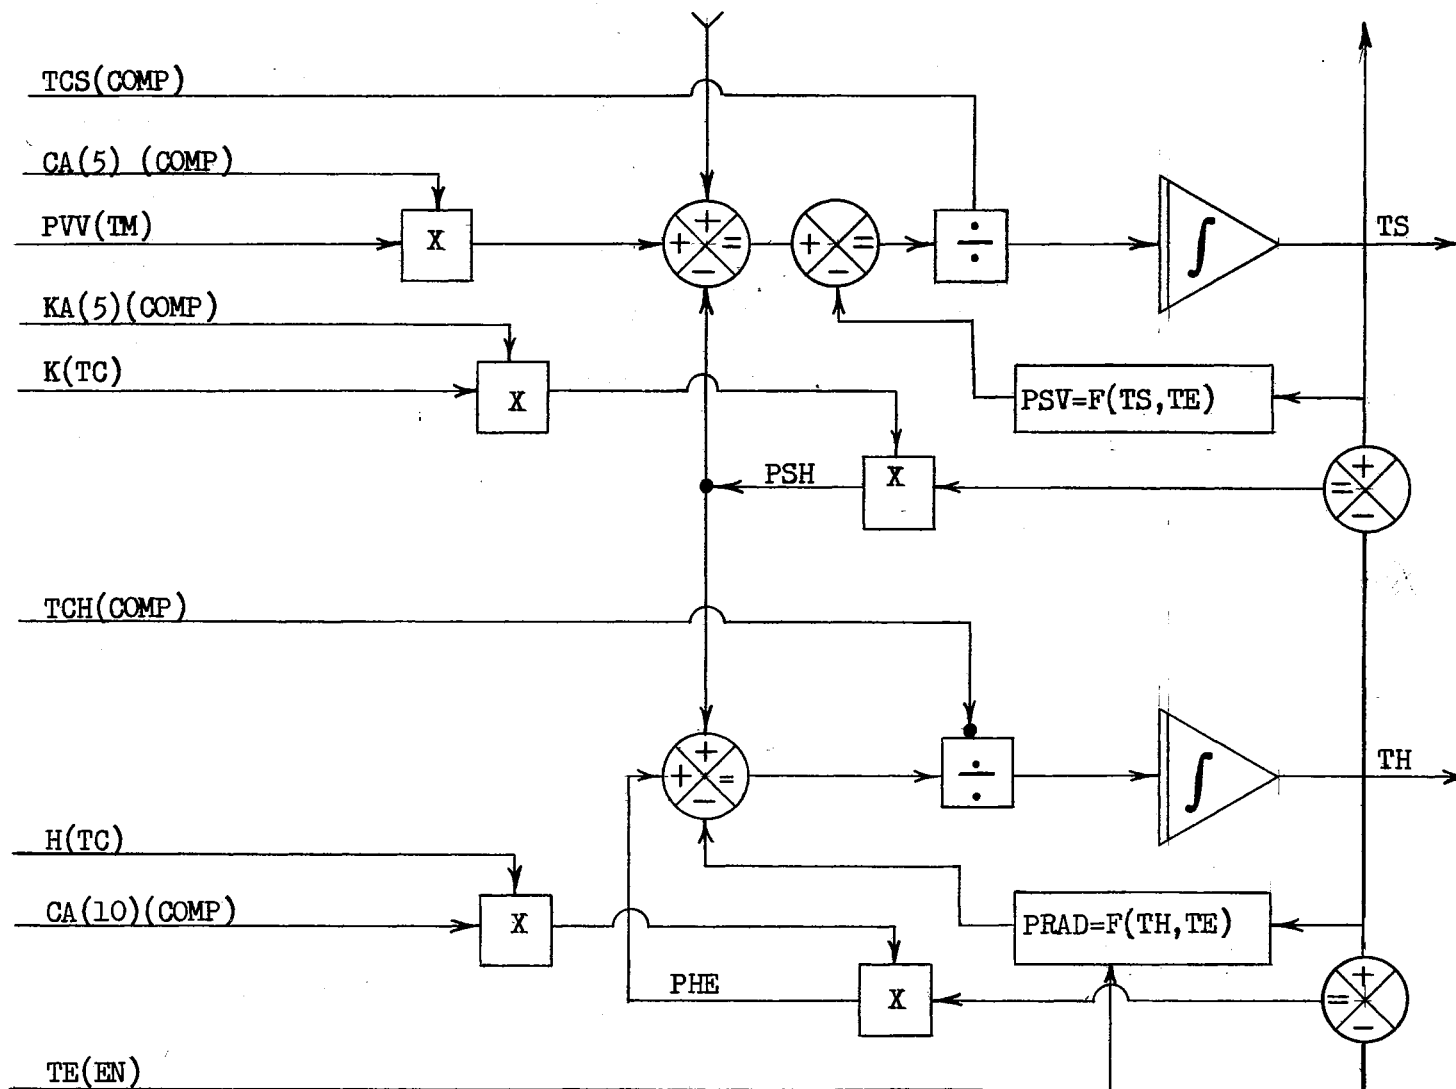 TCS(COMP)
CA(5) (COMP)
PVV(TM)
X
+
+ =
−
+ =
−
÷
∫
TS
KA(5)(COMP)
K(TC)
X
PSV=F(TS,TE)
PSH
X
+
=
−
TCH(COMP)
+
+ =
−
÷
∫
TH
H(TC)
CA(10)(COMP)
X
PRAD=F(TH,TE)
PHE
X
+
=
−
TE(EN)